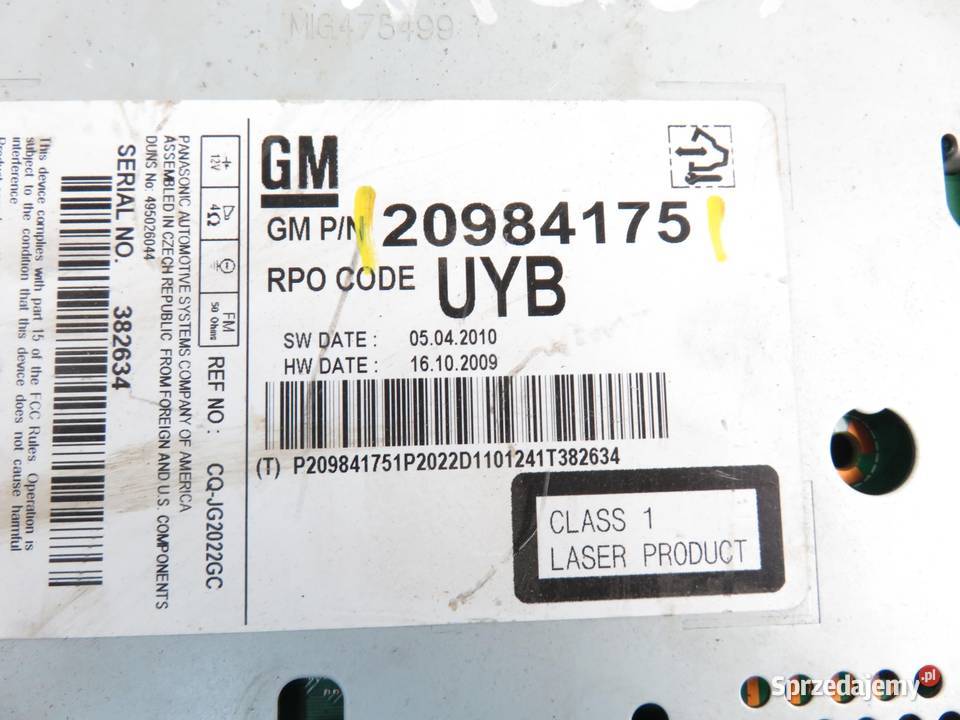 MIG475499
GM
GM P/N 20984175
RPO CODE UYB
SW DATE : 05.04.2010
HW DATE : 16.10.2009
(T) P209841751P2022D1101241T382634
CLASS 1
LASER PRODUCT
12V
4Ω
FM
50 Ohms
REF NO : CQ-JG2022GC
PANASONIC AUTOMOTIVE SYSTEMS COMPANY OF AMERICA
ASSEMBLED IN CZECH REPUBLIC FROM FOREIGN AND U.S. COMPONENTS
DUNS No: 495026044
SERIAL NO. 382634
This device complies with part 15 of the FCC Rules. Operation is
subject to the condition that this device does not cause harmful
interference.
Sprzedajemy.pl